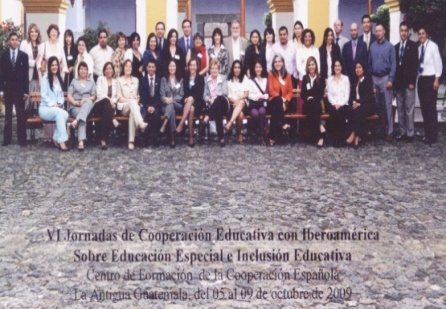 VI Jornadas de Cooperación Educativa con Iberoamérica
Sobre Educación Especial e Inclusión Educativa
Centro de Formación de la Cooperación Española
La Antigua Guatemala, del 05 al 09 de octubre de 2009